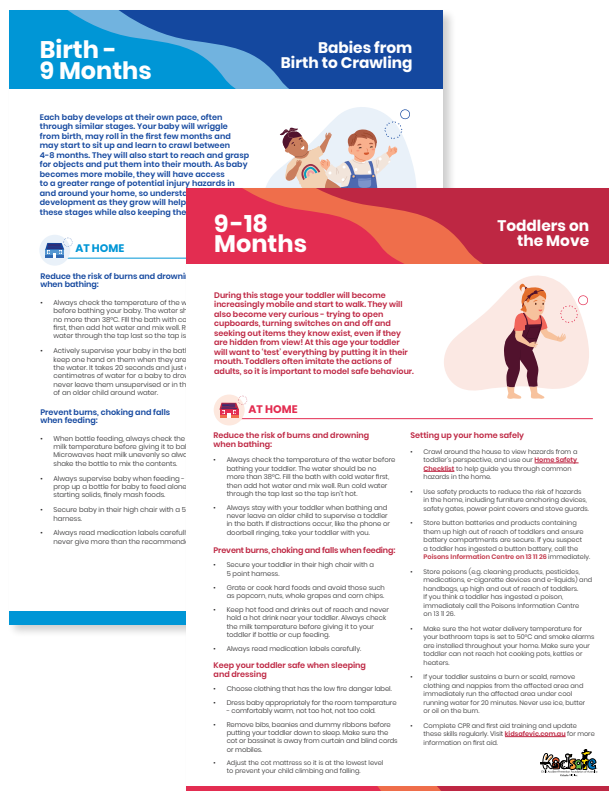 Birth -
9 Months
Babies from
Birth to Crawling
Each baby develops at their own pace, often
through similar stages. Your baby will wriggle
from birth, may roll in the first few months and
may start to sit up and learn to crawl between
4-8 months. They will also start to reach and grasp
for objects and put them into their mouth. As baby
becomes more mobile, they will have access
to a greater range of potential injury hazards in
and around your home, so
development as they grow will help
these stages while also keeping
AT HOME
Reduce the risk of burns and
when bathing:
• Always check the temperature of the
before bathing your baby. The water
no more than 38°C. Fill the bath with
first, then add hot water and mix well.
water through the tap last so the tap
• Actively supervise your baby in the
keep one hand on them when they are
the water. It takes 20 seconds and just
centimetres of water for a baby to
never leave them unsupervised or in
of an older child around water.
Prevent burns, choking and falls
when feeding:
• When bottle feeding, always check the
milk temperature before giving it to
Microwaves heat milk unevenly so
shake the bottle to mix the contents.
• Always supervise baby when feeding -
prop up a bottle for baby to feed alone
starting solids, finely mash foods.
• Secure baby in their high chair with a 5
harness.
• Always read medication labels
never give more than the
9-18
Months
Toddlers on
the Move
During this stage your toddler will become
increasingly mobile and start to walk. They will
also become very curious - trying to open
cupboards, turning switches on and off and
seeking out items they know exist, even if they
are hidden from view! At this age your toddler
will want to 'test' everything by putting it in their
mouth. Toddlers often imitate the actions of
adults, so it is important to model safe behaviour.
AT HOME
Reduce the risk of burns and drowning
when bathing:
• Always check the temperature of the water before
bathing your toddler. The water should be no
more than 38°C. Fill the bath with cold water first,
then add hot water and mix well. Run cold water
through the tap last so the tap isn't hot.
• Always stay with your toddler when bathing and
never leave an older child to supervise a toddler
in the bath. If distractions occur, like the phone or
doorbell ringing, take your toddler with you.
Prevent burns, choking and falls when feeding:
• Secure your toddler in their high chair with a
5 point harness.
• Grate or cook hard foods and avoid those such
as popcorn, nuts, whole grapes and corn chips.
• Keep hot food and drinks out of reach and never
hold a hot drink near your toddler. Always check
the milk temperature before giving it to your
toddler if bottle or cup feeding.
• Always read medication labels carefully.
Keep your toddler safe when sleeping
and dressing
• Choose clothing that has the low fire danger label.
• Dress baby appropriately for the room temperature
- comfortably warm, not too hot, not too cold.
• Remove bibs, beanies and dummy ribbons before
putting your toddler down to sleep. Make sure the
cot or bassinet is away from curtain and blind cords
or mobiles.
• Adjust the cot mattress so it is at the lowest level
to prevent your child climbing and falling.
Setting up your home safely
• Crawl around the house to view hazards from a
toddler's perspective, and use our Home Safety
Checklist to help guide you through common
hazards in the home.
• Use safety products to reduce the risk of hazards
in the home, including furniture anchoring devices,
safety gates, power point covers and stove guards.
• Store button batteries and products containing
them up high out of reach of toddlers and ensure
battery compartments are secure. If you suspect
a toddler has ingested a button battery, call the
Poisons Information Centre on 13 11 26 immediately.
• Store poisons (e.g. cleaning products, pesticides,
medications, e-cigarette devices and e-liquids) and
handbags, up high and out of reach of toddlers.
If you think a toddler has ingested a poison,
immediately call the Poisons Information Centre
on 13 11 26.
• Make sure the hot water delivery temperature for
your bathroom taps is set to 50°C and smoke alarms
are installed throughout your home. Make sure your
toddler can not reach hot cooking pots, kettles or
heaters.
• If your toddler sustains a burn or scald, remove
clothing and nappies from the affected area and
immediately run the affected area under cool
running water for 20 minutes. Never use ice, butter
or oil on the burn.
• Complete CPR and first aid training and update
these skills regularly. Visit kidsafevic.com.au for more
information on first aid.
Kidsafe